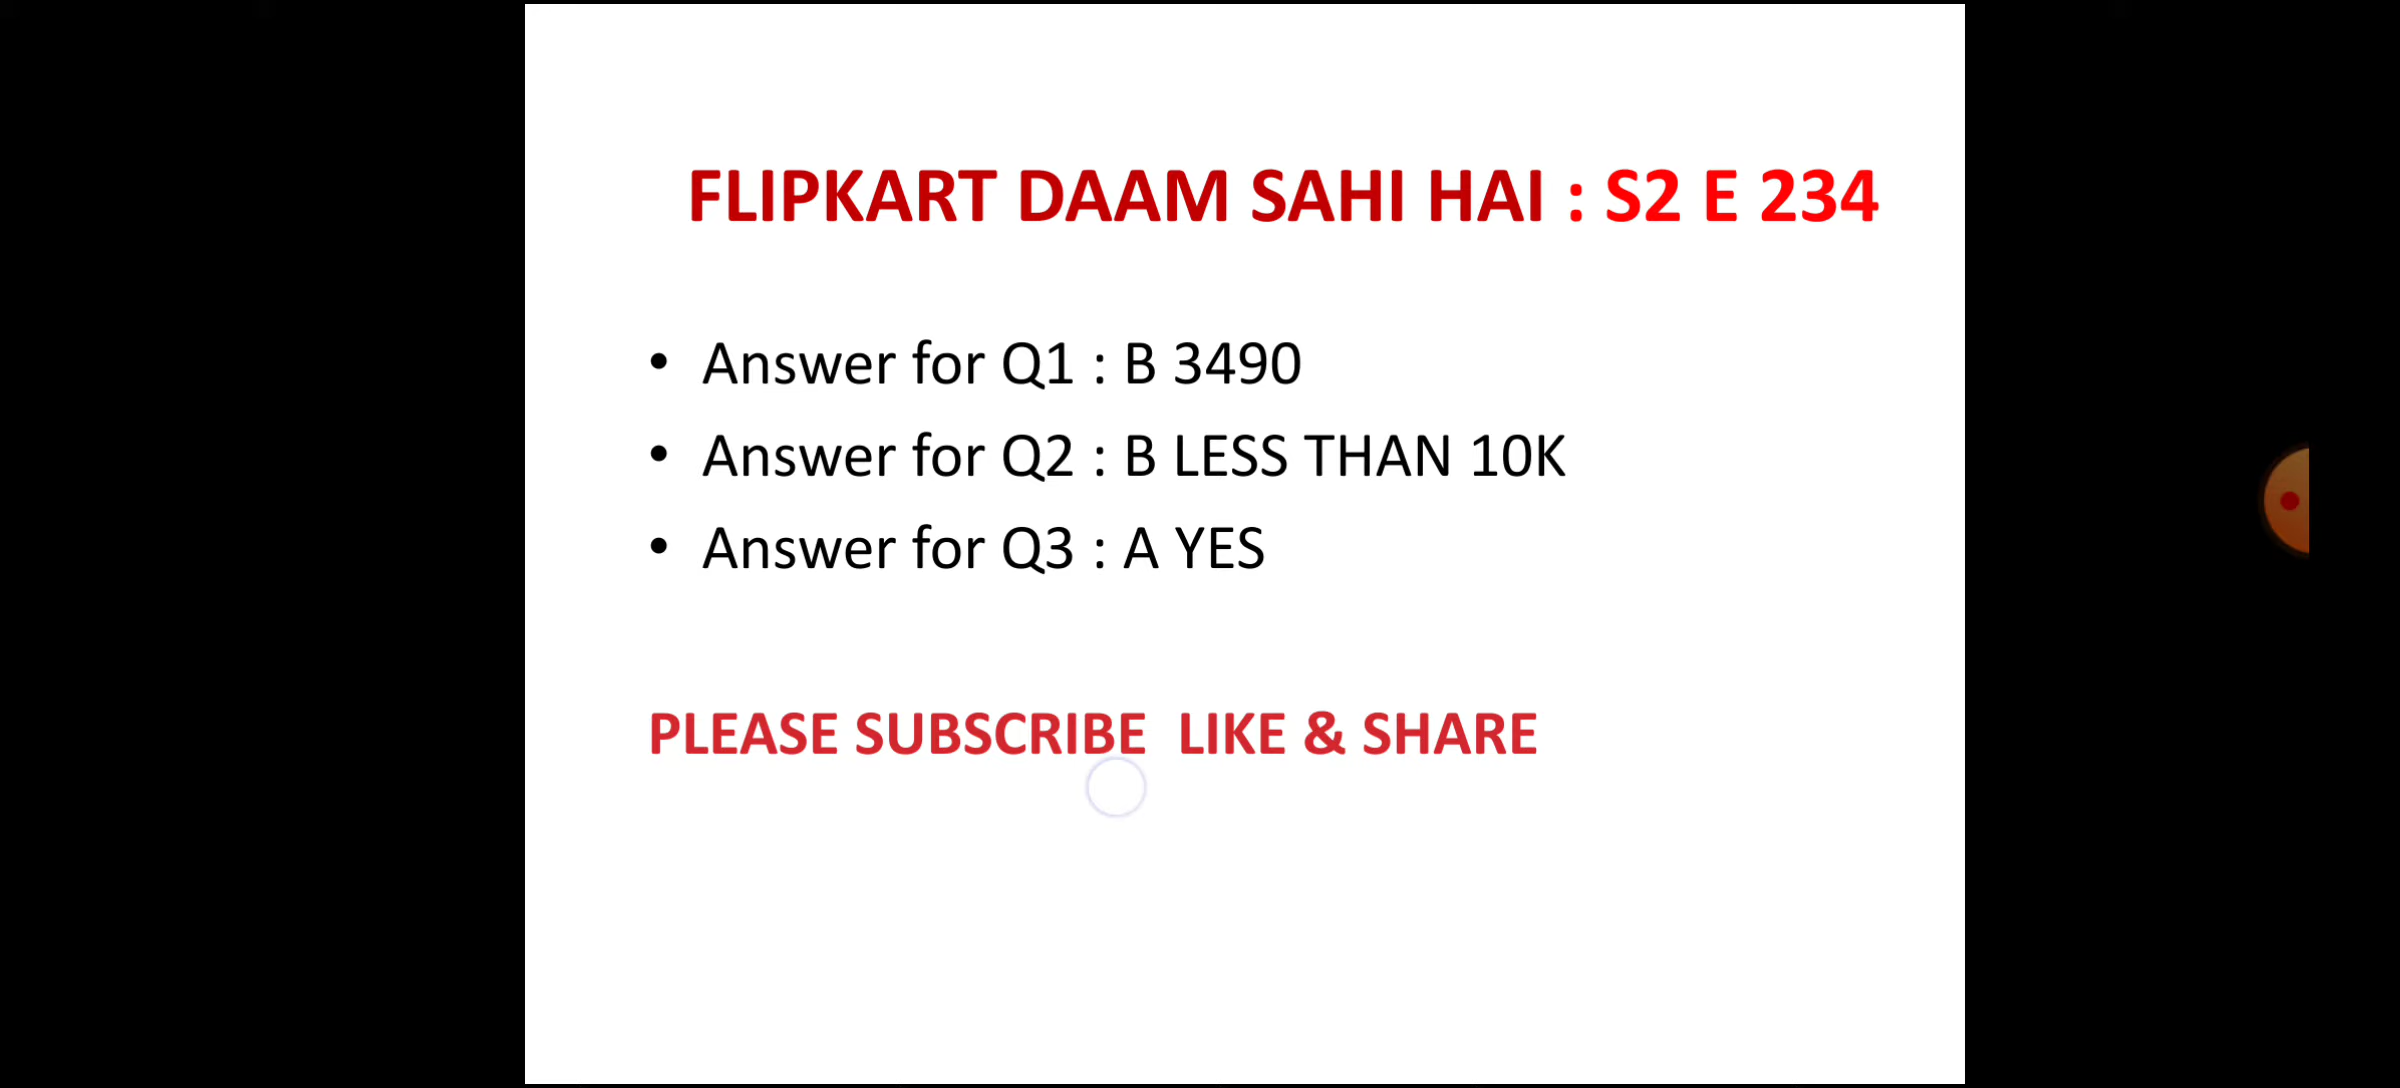 FLIPKART DAAM SAHI HAI : S2 E 234
• Answer for Q1 : B 3490
• Answer for Q2 : B LESS THAN 10K
• Answer for Q3 : A YES
PLEASE SUBSCRIBE  LIKE & SHARE